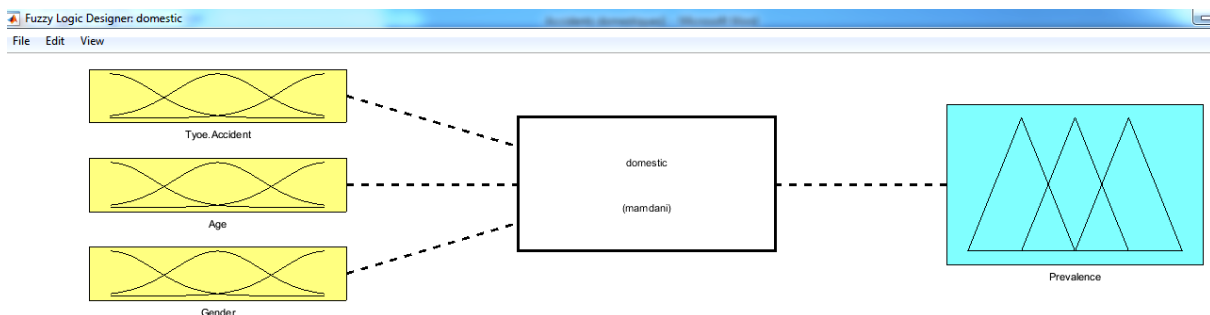 Fuzzy Logic Designer: domestic
File Edit View
Tyoe.Accident
Age
Gender
domestic
(mamdani)
Prevalence